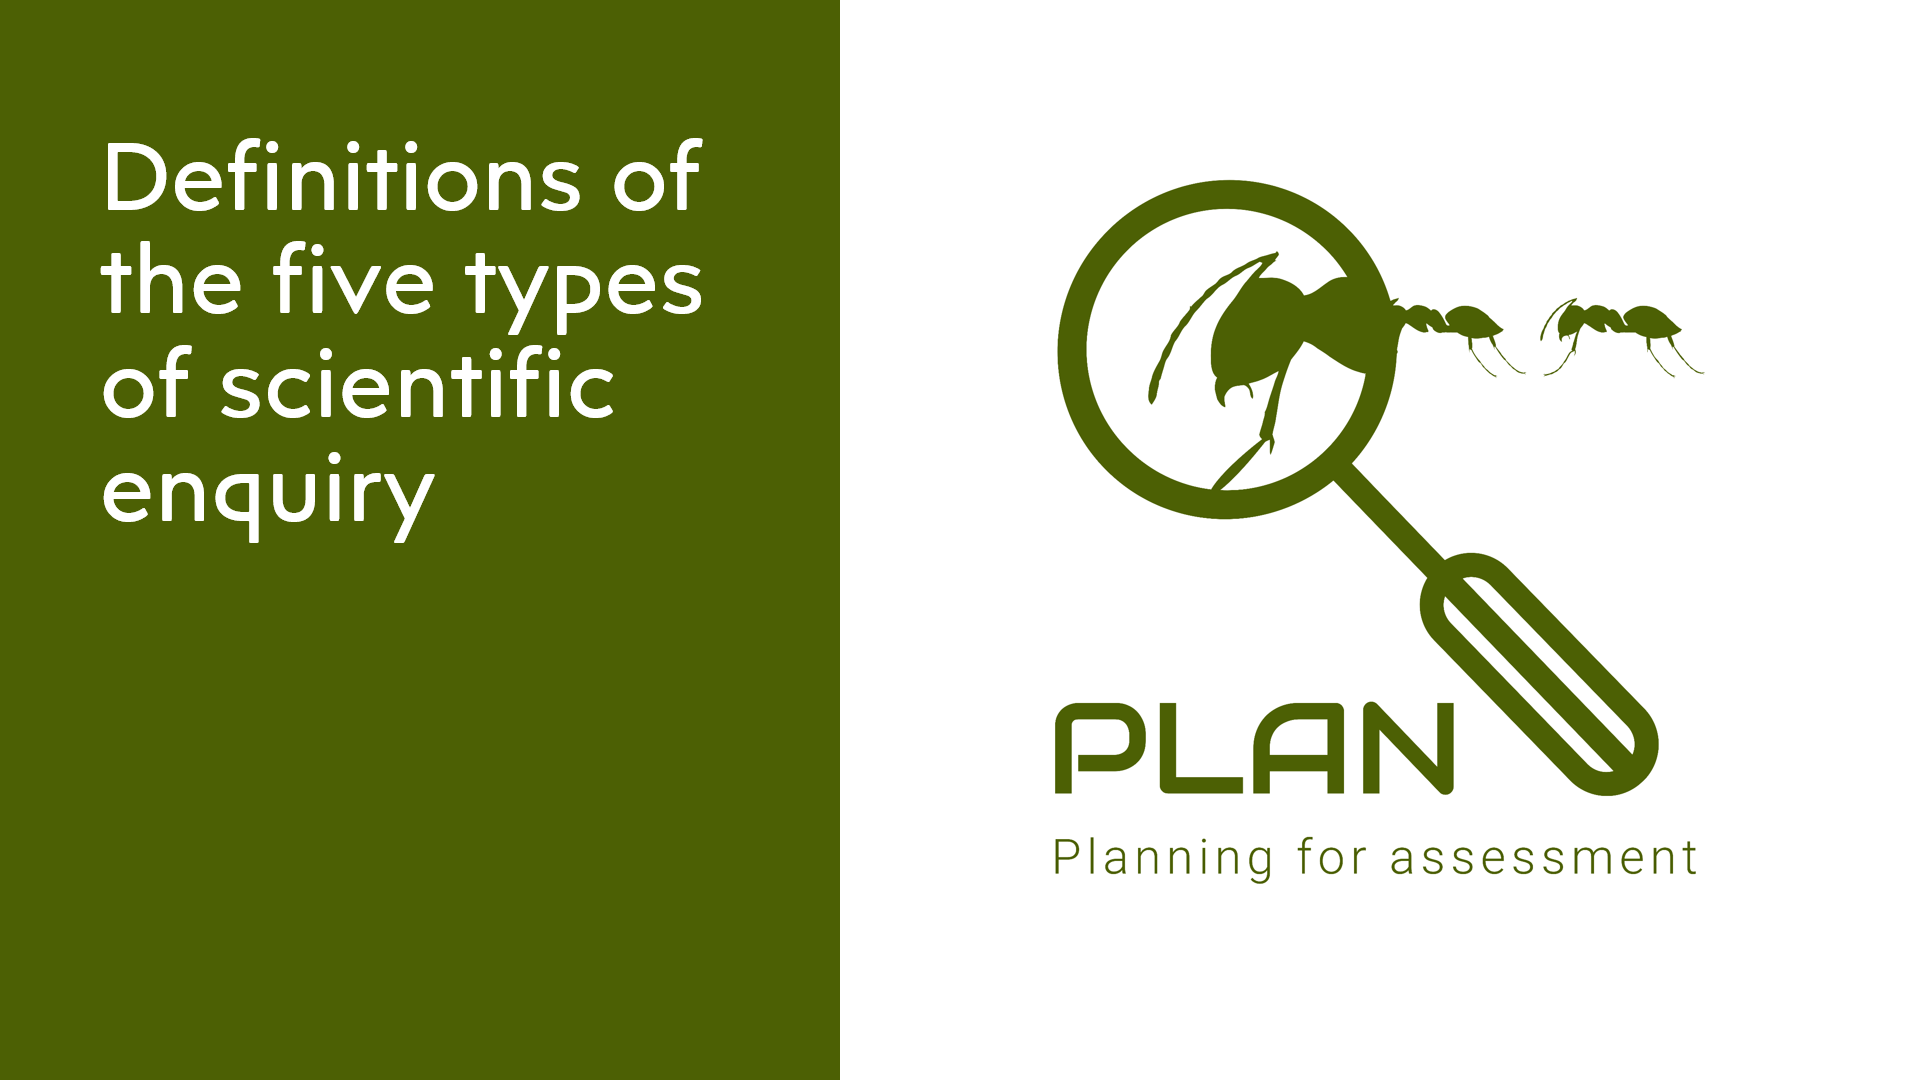 Definitions of
the five types
of scientific
enquiry
PLAN
Planning for assessment